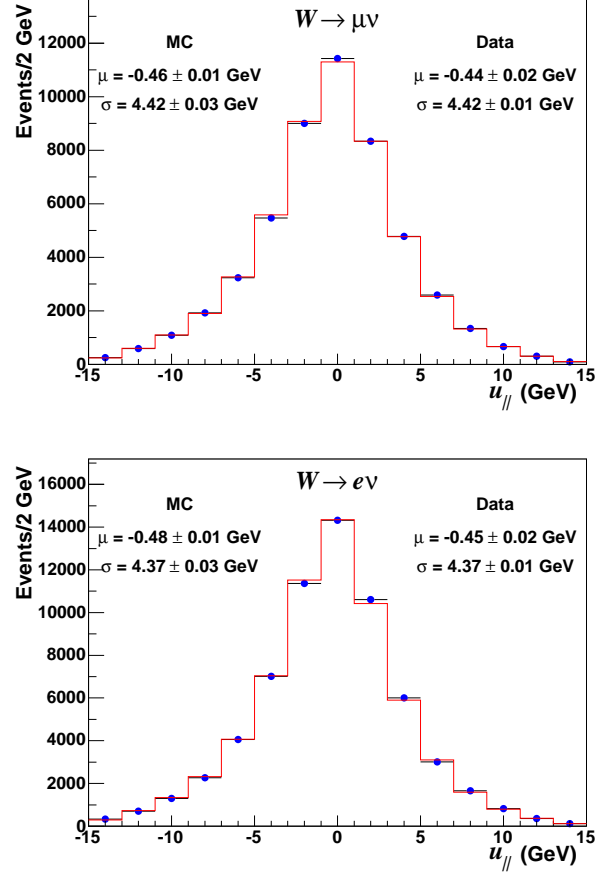 W → μν
MC
Data
μ = -0.46 ± 0.01 GeV
μ = -0.44 ± 0.02 GeV
σ = 4.42 ± 0.03 GeV
σ = 4.42 ± 0.01 GeV
Events/2 GeV
12000
10000
8000
6000
4000
2000
0
-15 -10 -5 0 5 10 15
u// (GeV)
W → eν
MC
Data
μ = -0.48 ± 0.01 GeV
μ = -0.45 ± 0.02 GeV
σ = 4.37 ± 0.03 GeV
σ = 4.37 ± 0.01 GeV
Events/2 GeV
16000
14000
12000
10000
8000
6000
4000
2000
0
-15 -10 -5 0 5 10 15
u// (GeV)